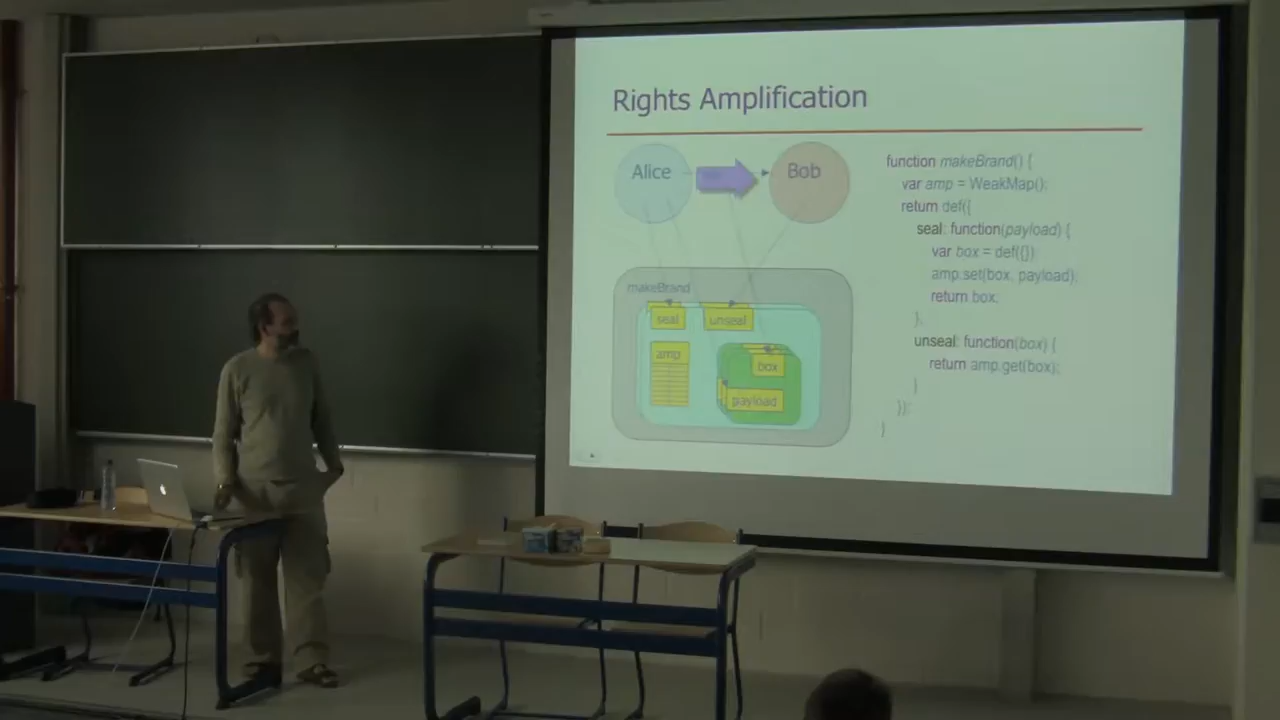 Rights Amplification
Alice
Bob
makeBrand
seal
unseal
amp
box
payload
function makeBrand() {
var amp = WeakMap();
return def({
seal: function(payload) {
var box = def({});
amp.set(box, payload);
return box;
},
unseal: function(box) {
return amp.get(box);
}
});
}